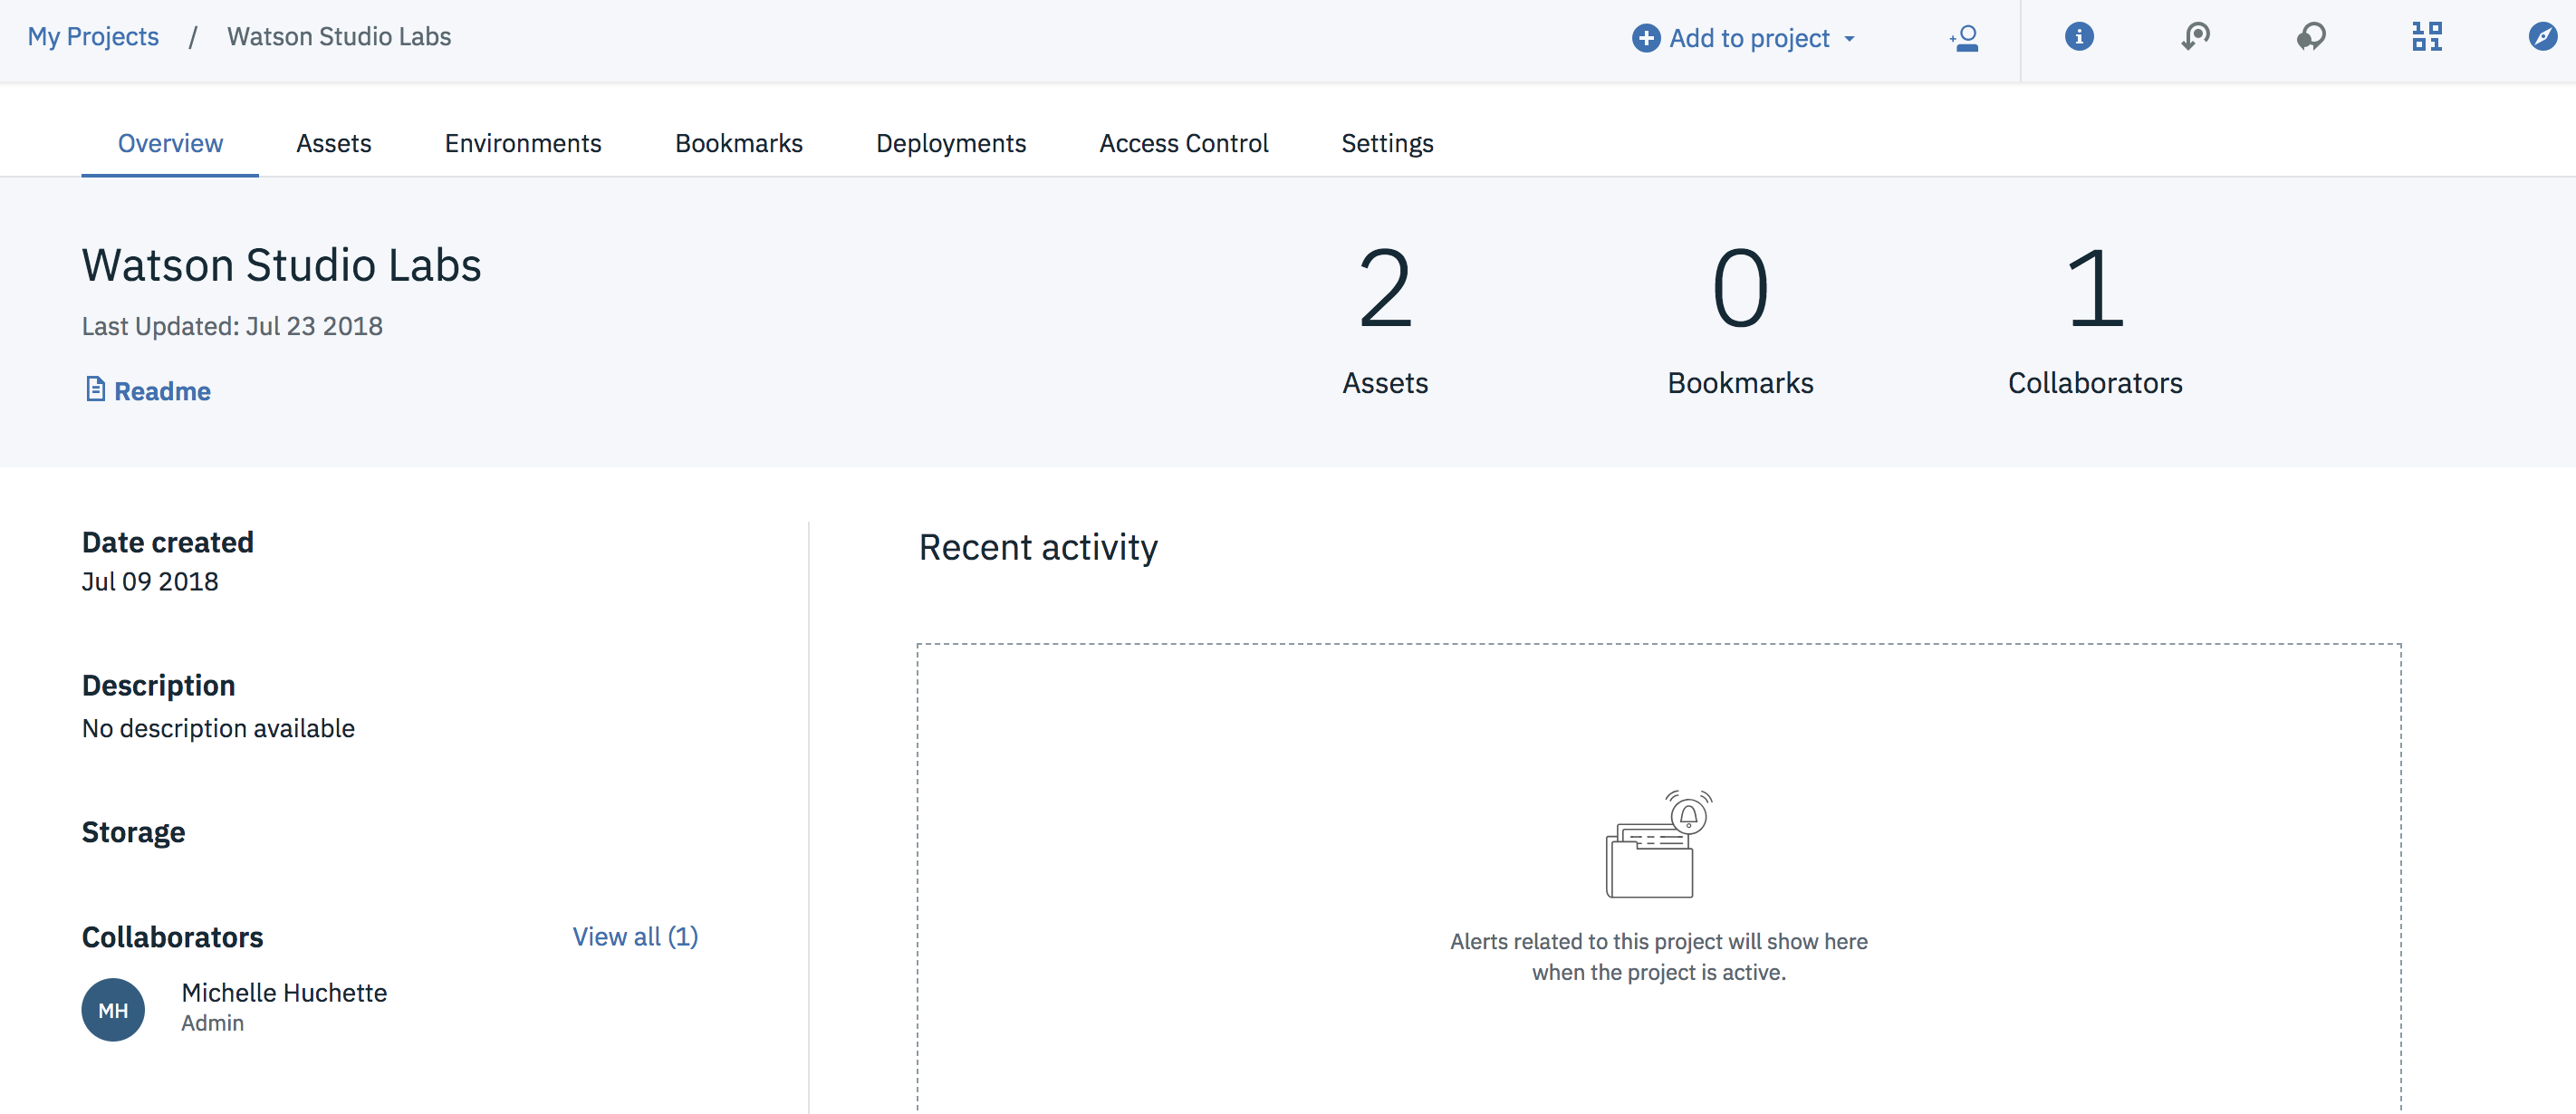 My Projects / Watson Studio Labs
Add to project
Overview Assets Environments Bookmarks Deployments Access Control Settings
Watson Studio Labs
Last Updated: Jul 23 2018
Readme
2 0 1
Assets Bookmarks Collaborators
Date created
Jul 09 2018
Description
No description available
Storage
Collaborators View all (1)
MH
Michelle Huchette
Admin
Recent activity
Alerts related to this project will show here
when the project is active.